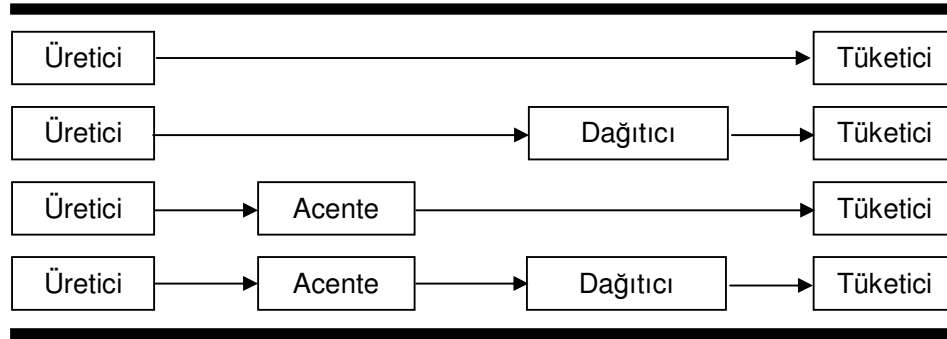 Üretici Tüketici
Üretici Dağıtıcı Tüketici
Üretici Acente Tüketici
Üretici Acente Dağıtıcı Tüketici